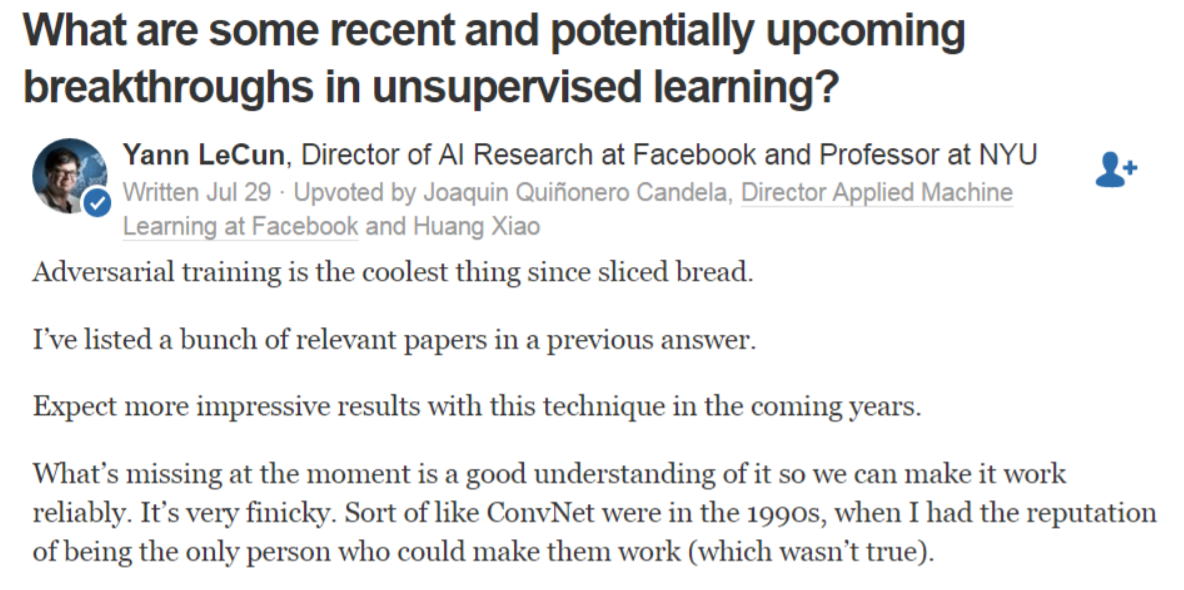 What are some recent and potentially upcoming
breakthroughs in unsupervised learning?
Yann LeCun, Director of AI Research at Facebook and Professor at NYU
Written Jul 29 · Upvoted by Joaquin Quiñonero Candela, Director Applied Machine
Learning at Facebook and Huang Xiao
Adversarial training is the coolest thing since sliced bread.
I’ve listed a bunch of relevant papers in a previous answer.
Expect more impressive results with this technique in the coming years.
What’s missing at the moment is a good understanding of it so we can make it work
reliably. It’s very finicky. Sort of like ConvNet were in the 1990s, when I had the reputation
of being the only person who could make them work (which wasn’t true).